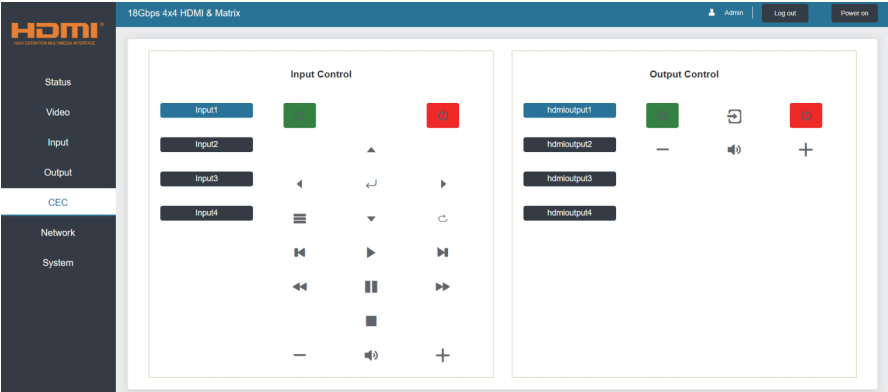 18Gbps 4x4 HDMI & Matrix
Admin
Log out
Power on
HDMI
HIGH-DEFINITION MULTIMEDIA INTERFACE
Status
Video
Input
Output
CEC
Network
System
Input Control
Input1
Input2
Input3
Input4
Output Control
hdmioutput1
hdmioutput2
hdmioutput3
hdmioutput4